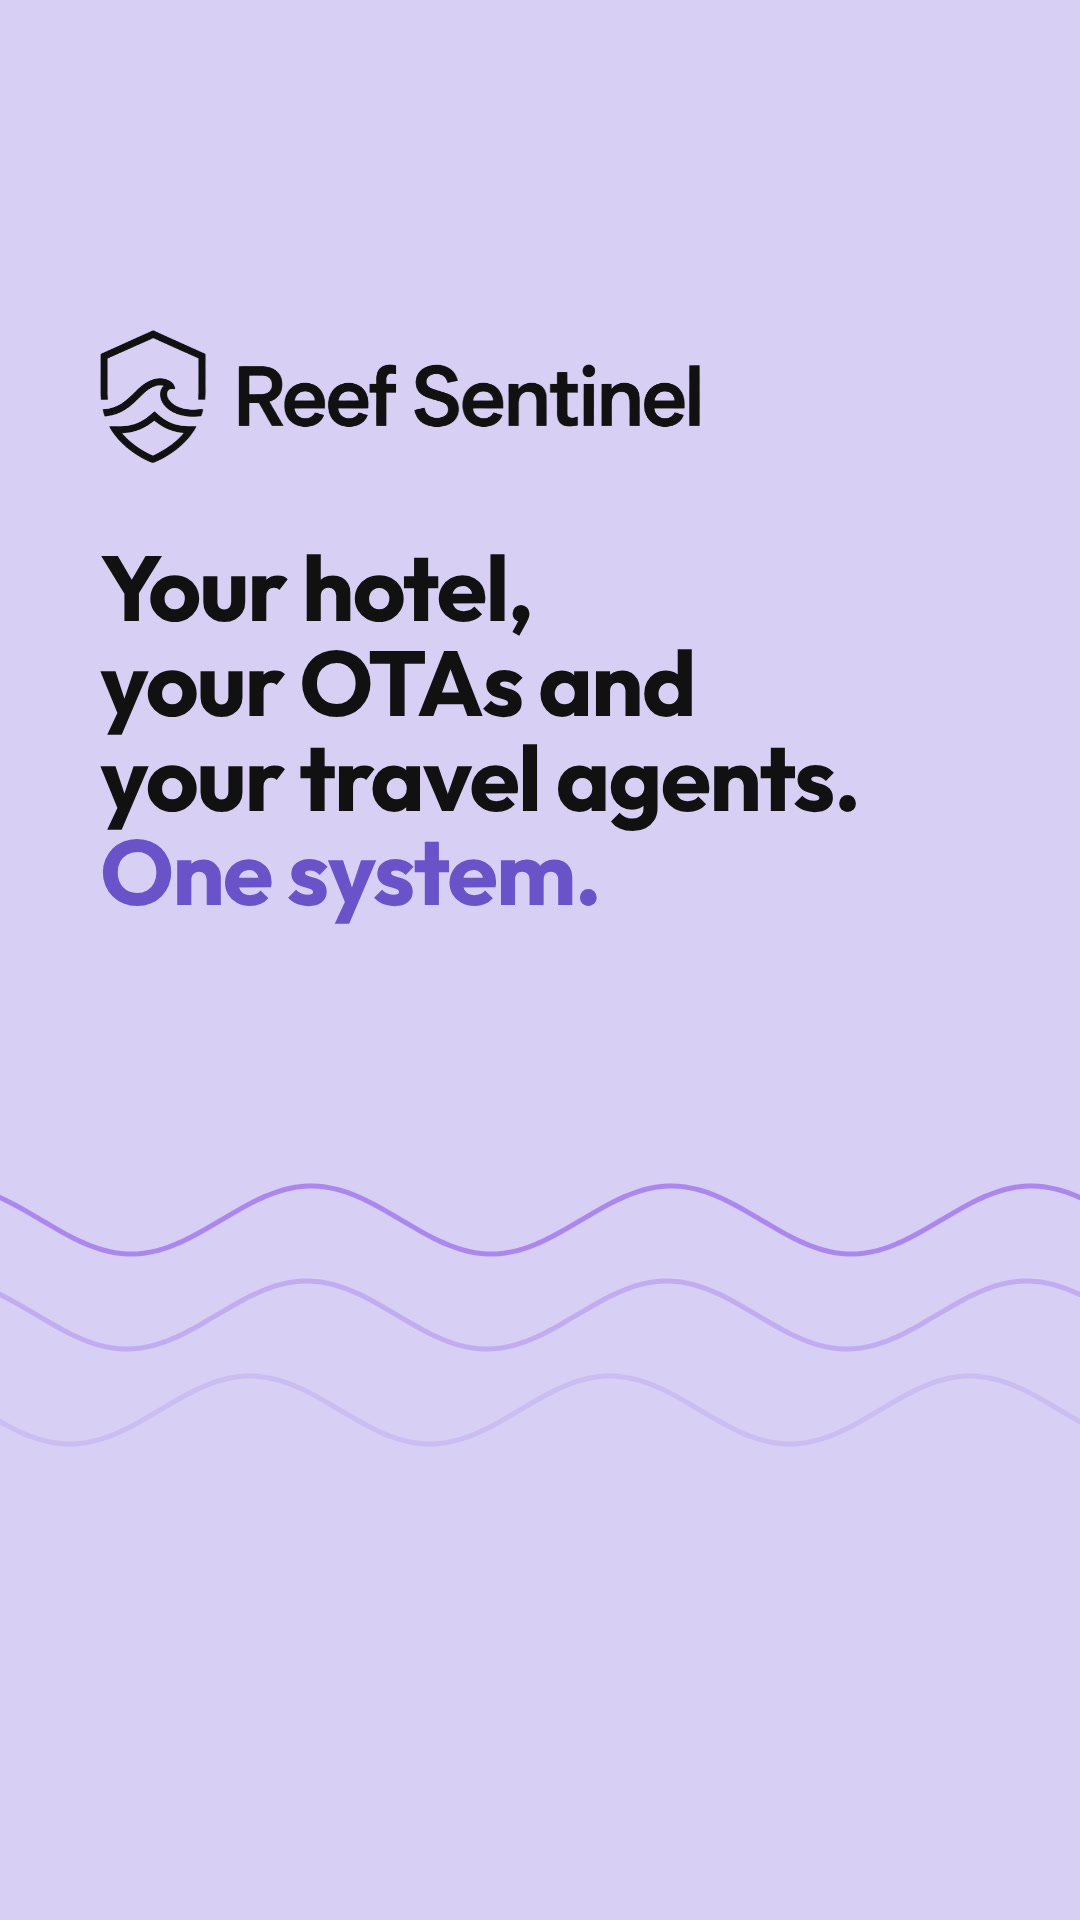 Reef Sentinel
Your hotel,
your OTAs and
your travel agents.
One system.